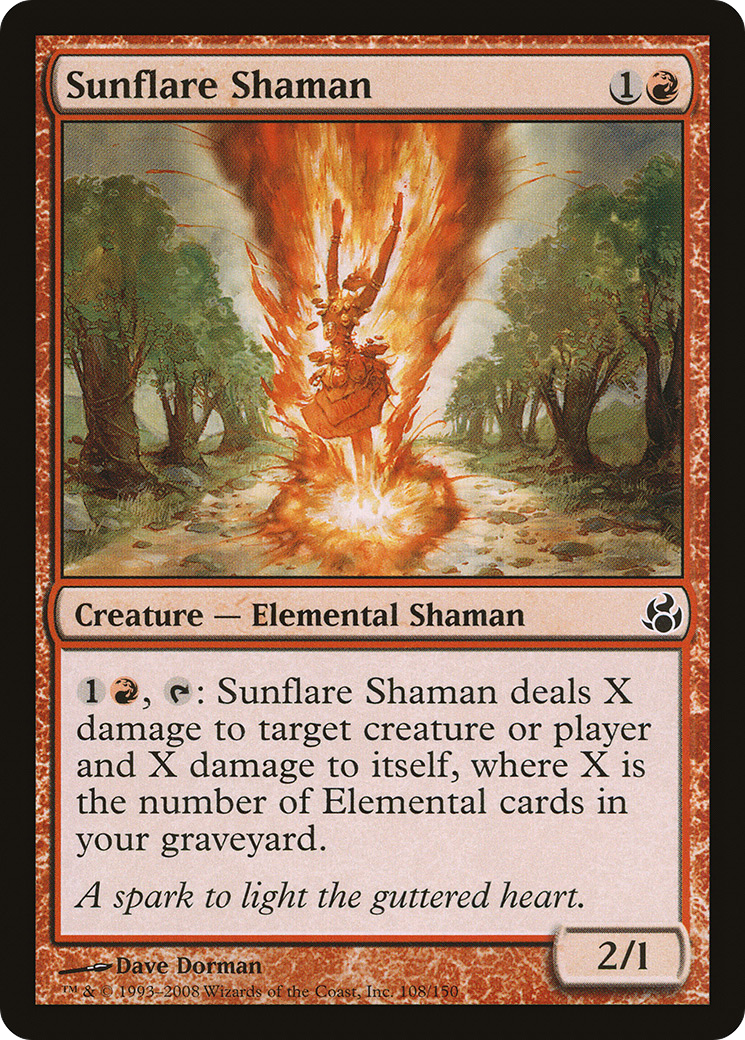 Sunflare Shaman 1
Creature — Elemental Shaman
1, : Sunflare Shaman deals X
damage to target creature or player
and X damage to itself, where X is
the number of Elemental cards in
your graveyard.
A spark to light the guttered heart.
2/1
Dave Dorman
™ & © 1993–2008 Wizards of the Coast, Inc. 108/150